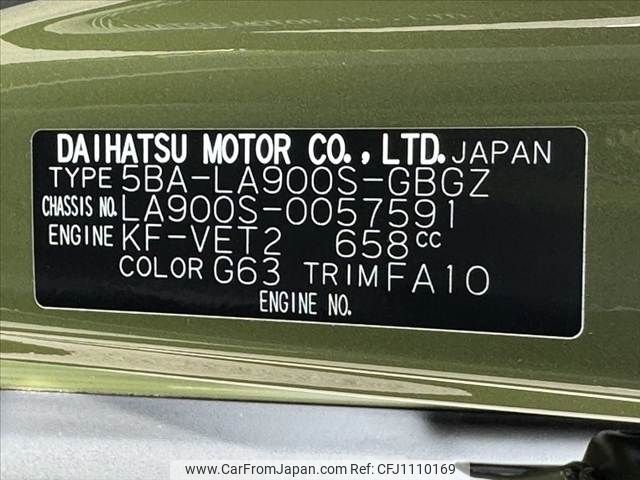 DAIHATSU MOTOR CO., LTD. JAPAN
TYPE 5BA-LA900S-GBGZ
CHASSIS NO. LA900S-0057591
ENGINE KF-VET2 658cc
COLOR G63 TRIM FA10
ENGINE NO.
www.CarFromJapan.com CFJ1110169